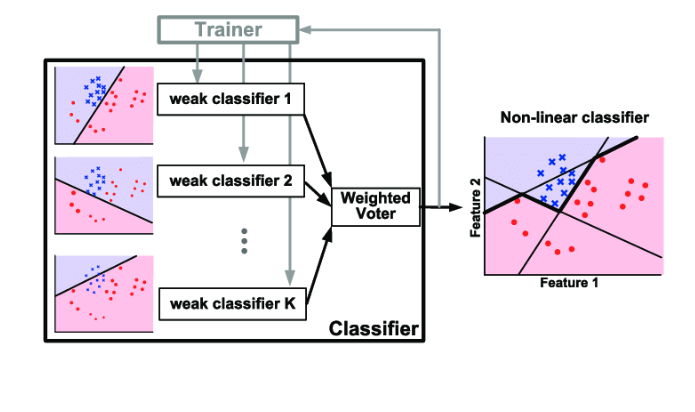 Trainer
weak classifier 1
weak classifier 2
weak classifier K
Weighted
Voter
Classifier
Non-linear classifier
Feature 2
Feature 1